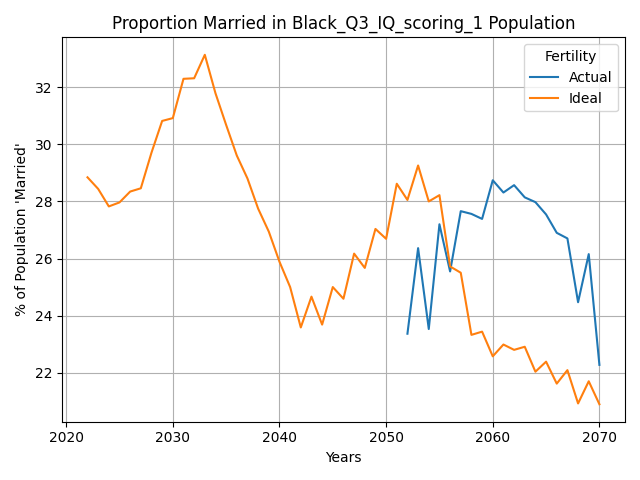 Proportion Married in Black_Q3_IQ_scoring_1 Population
Fertility
Actual
Ideal
% of Population 'Married'
32
30
28
26
24
22
2020 2030 2040 2050 2060 2070
Years